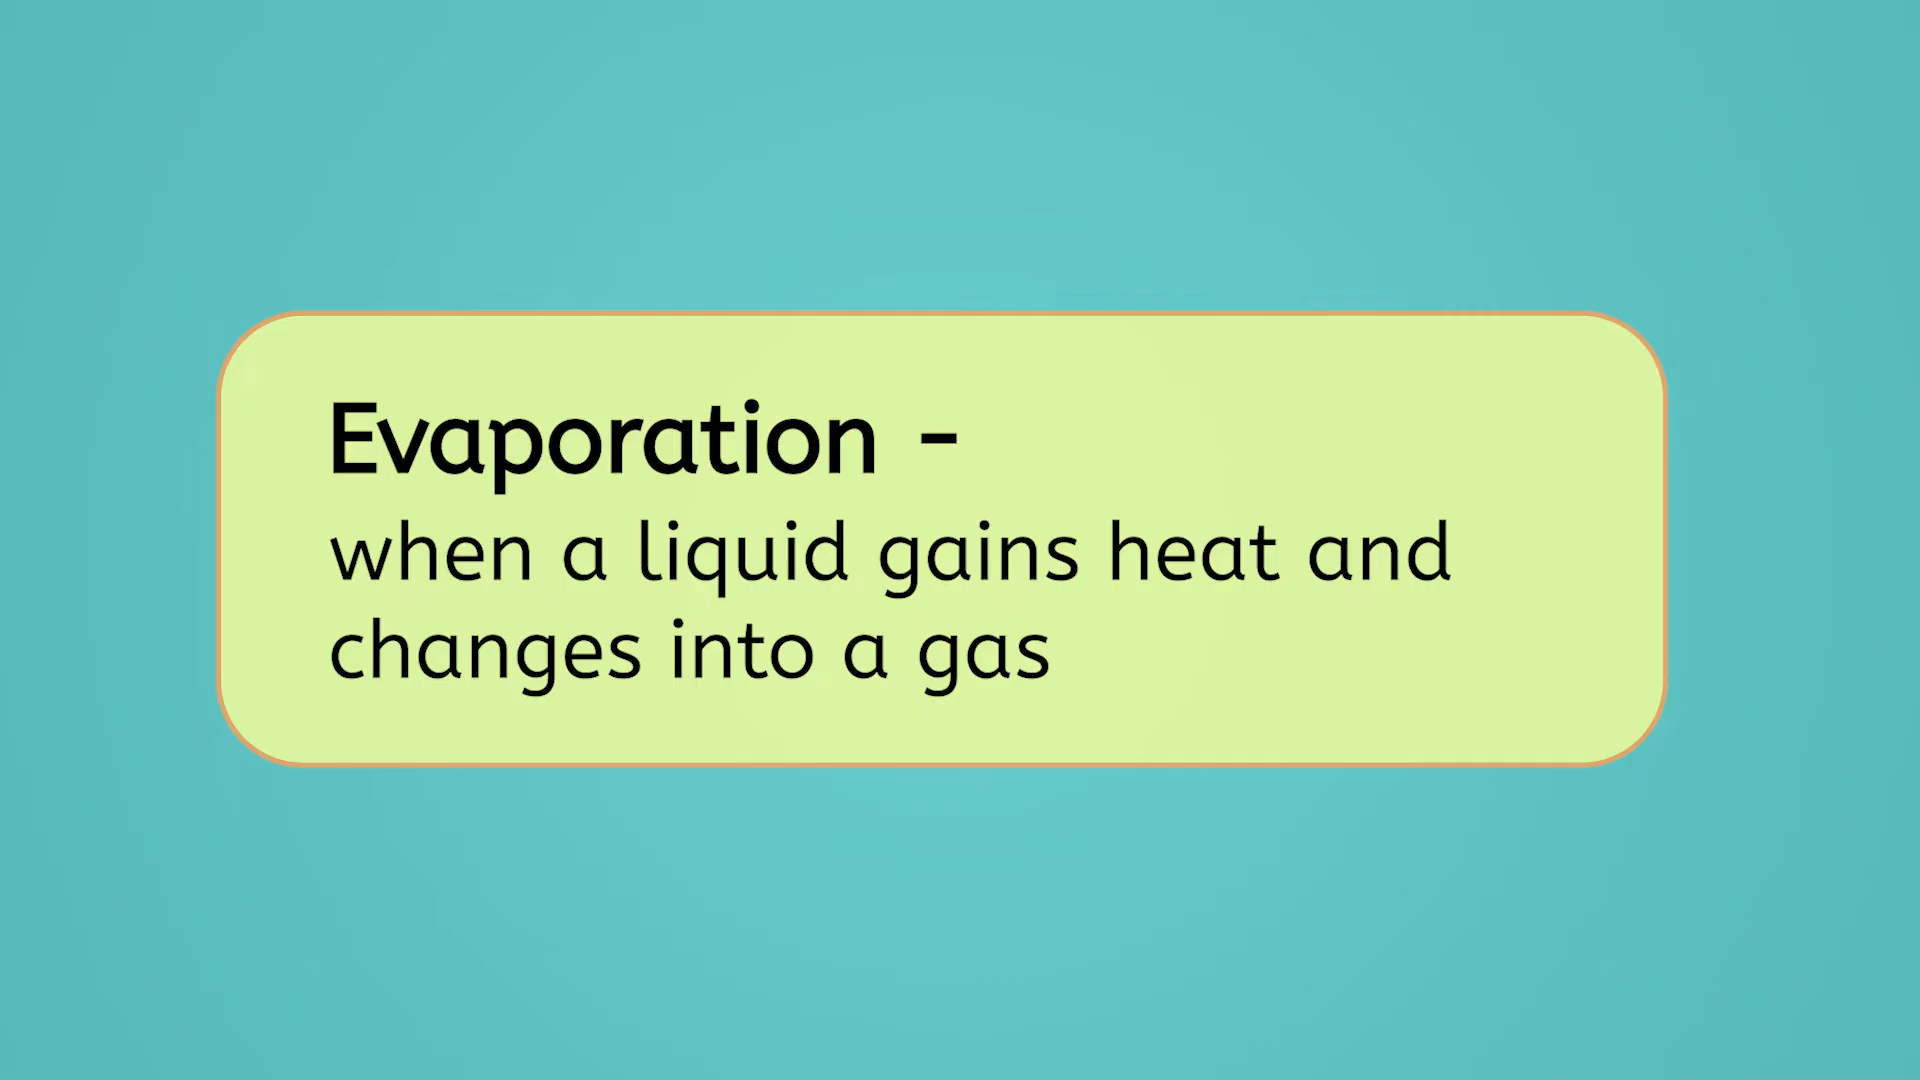 Evaporation -
when a liquid gains heat and
changes into a gas